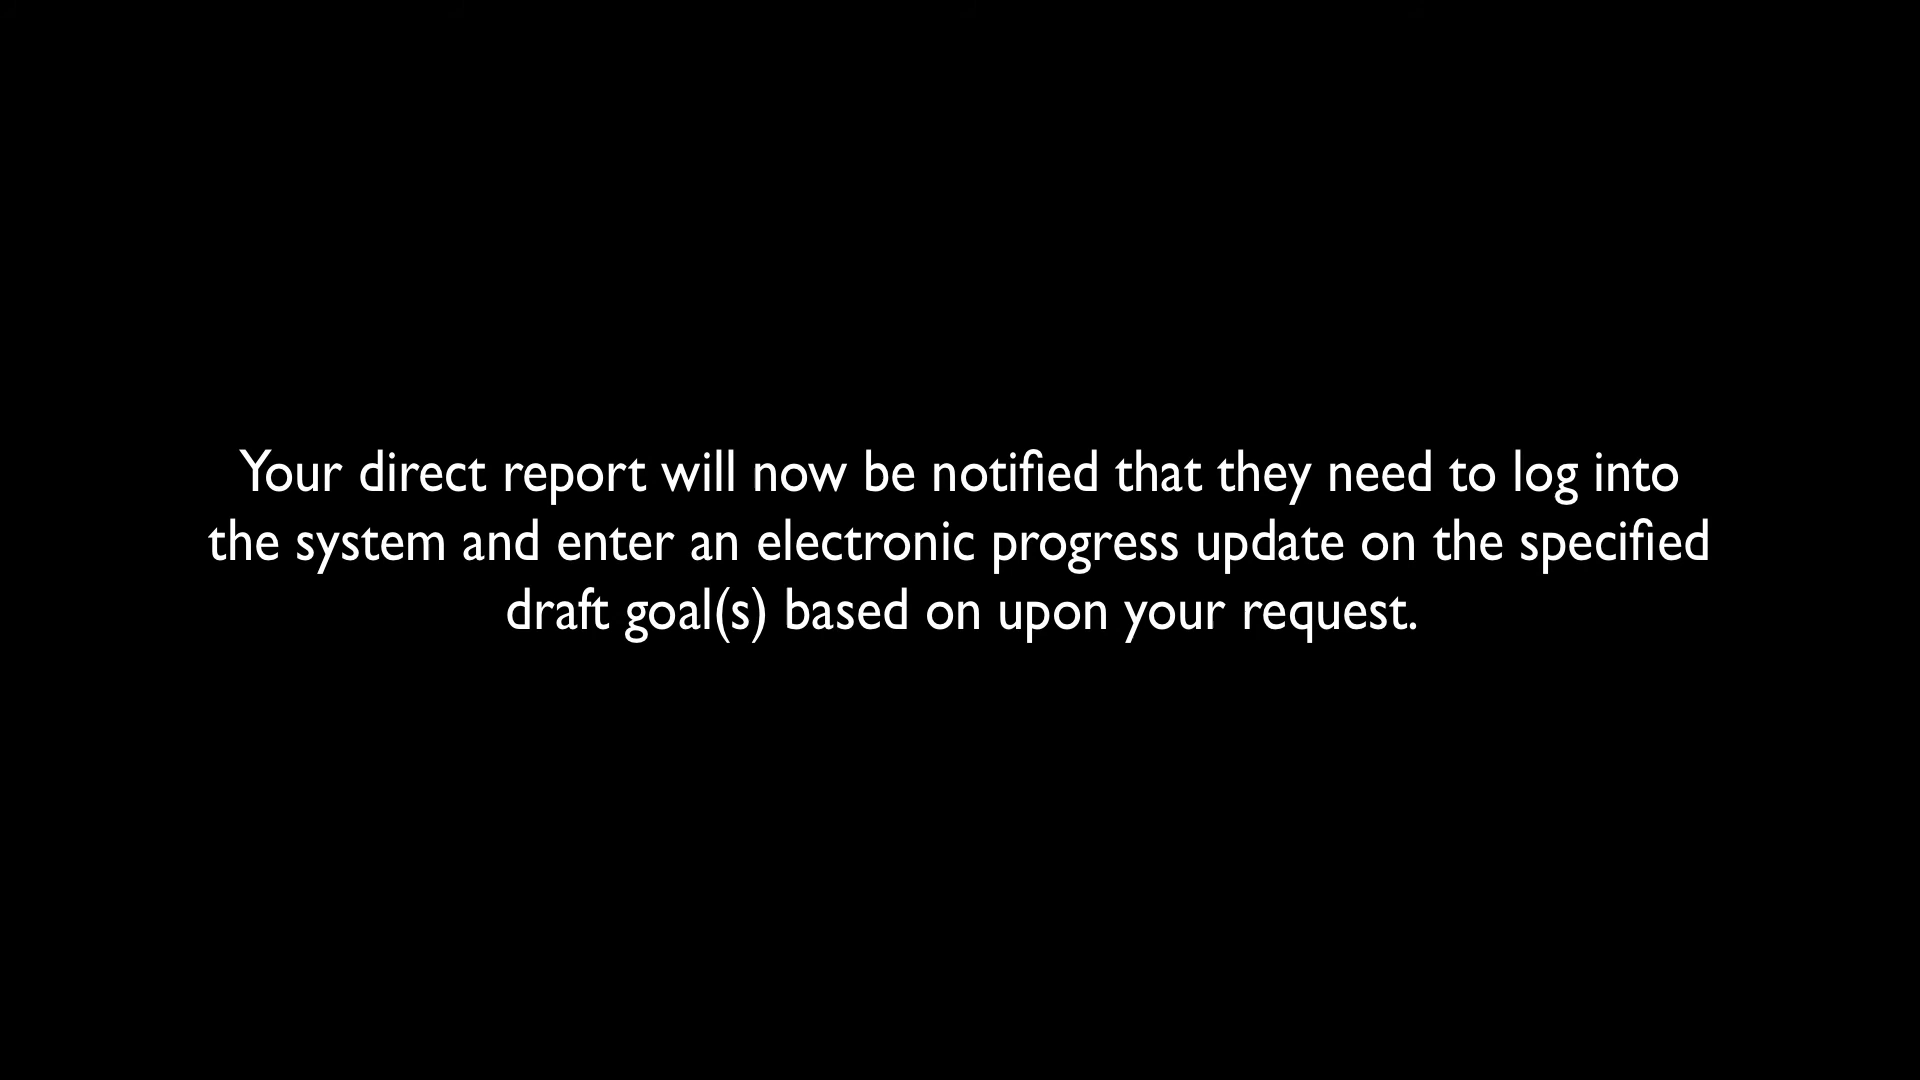 Your direct report will now be notified that they need to log into
the system and enter an electronic progress update on the specified
draft goal(s) based on upon your request.